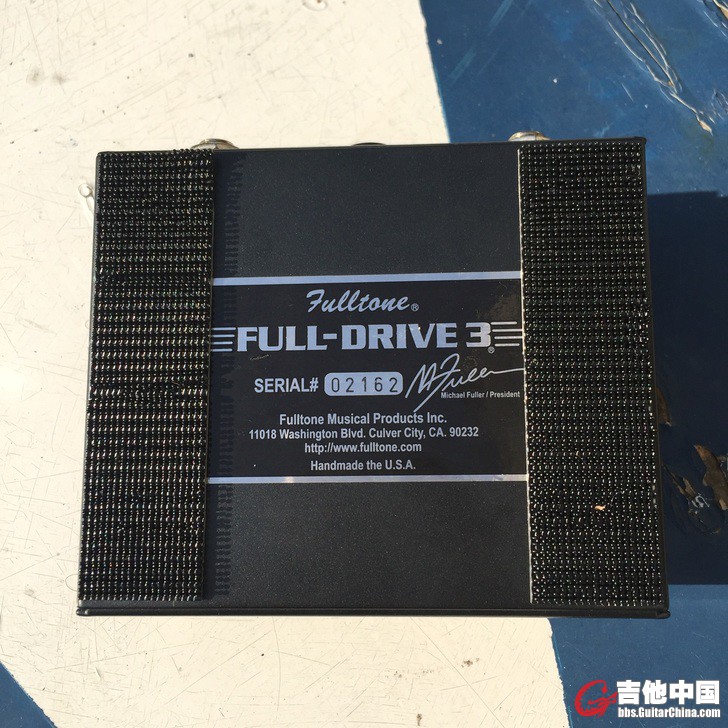 Fulltone®
FULL-DRIVE 3®
SERIAL# 02162 M Fuller
Michael Fuller / President
Fulltone Musical Products Inc.
11018 Washington Blvd. Culver City, CA. 90232
http://www.fulltone.com
Handmade the U.S.A.
吉他中国
bbs.GuitarChina.com